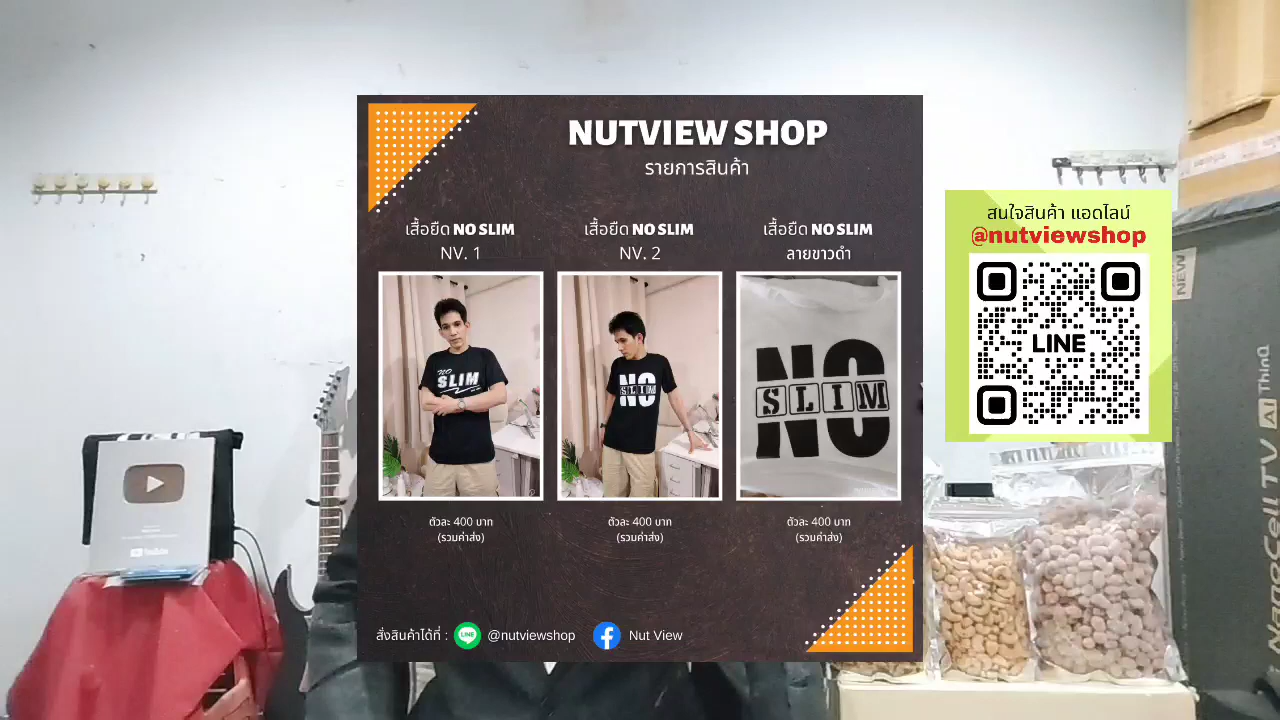 NUTVIEW SHOP
รายการสินค้า
เสื้อยืด NO SLIM
NV. 1
เสื้อยืด NO SLIM
NV. 2
เสื้อยืด NO SLIM
ลายขาวดำ
NO
SLIM
NO
SLIM
NO
SLIM
ตัวละ 400 บาท
(รวมค่าส่ง)
ตัวละ 400 บาท
(รวมค่าส่ง)
ตัวละ 400 บาท
(รวมค่าส่ง)
สั่งสินค้าได้ที่ :
LINE
@nutviewshop
Nut View
สนใจสินค้า แอดไลน์
@nutviewshop
LINE
YouTube
NEW
NanoCell TV AI ThinQ